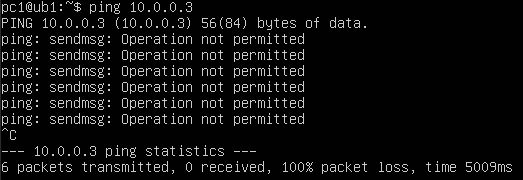 pc1@ub1:~$ ping 10.0.0.3
PING 10.0.0.3 (10.0.0.3) 56(84) bytes of data.
ping: sendmsg: Operation not permitted
ping: sendmsg: Operation not permitted
ping: sendmsg: Operation not permitted
ping: sendmsg: Operation not permitted
ping: sendmsg: Operation not permitted
ping: sendmsg: Operation not permitted
^C
--- 10.0.0.3 ping statistics ---
6 packets transmitted, 0 received, 100% packet loss, time 5009ms